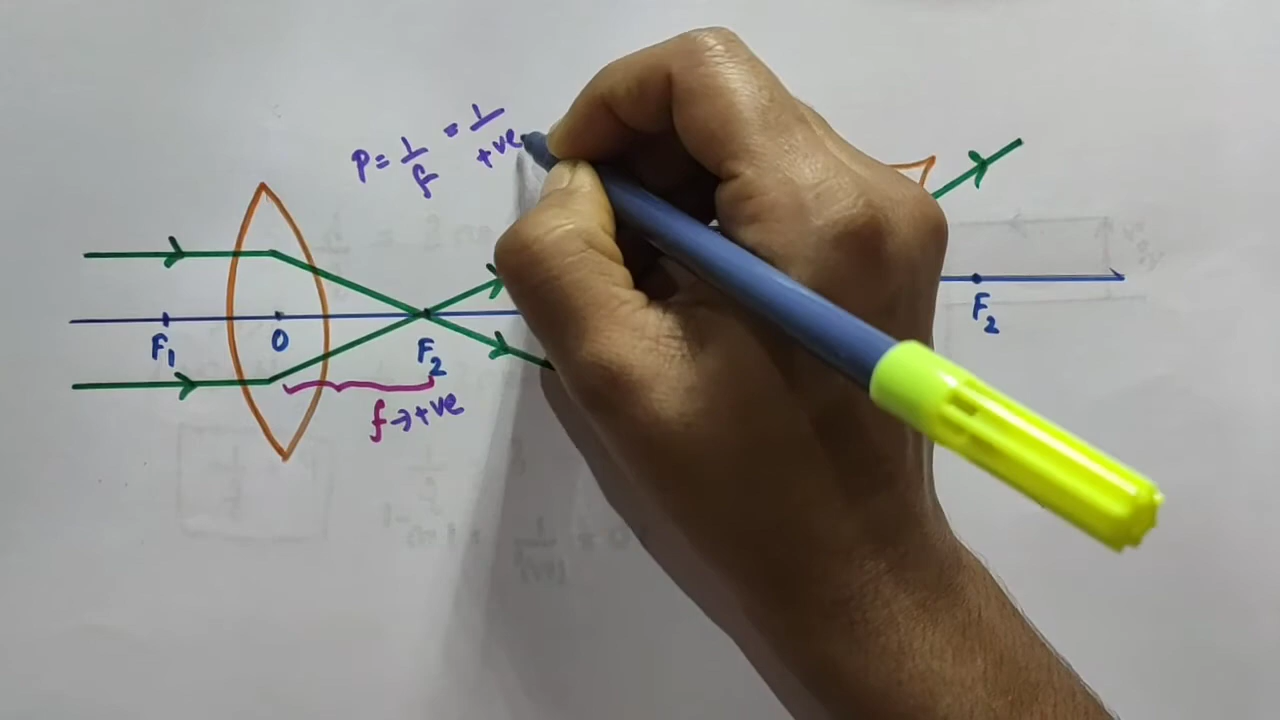 P = 1/f = 1/+ve
F₁
O
F₂
f → +ve
F₂